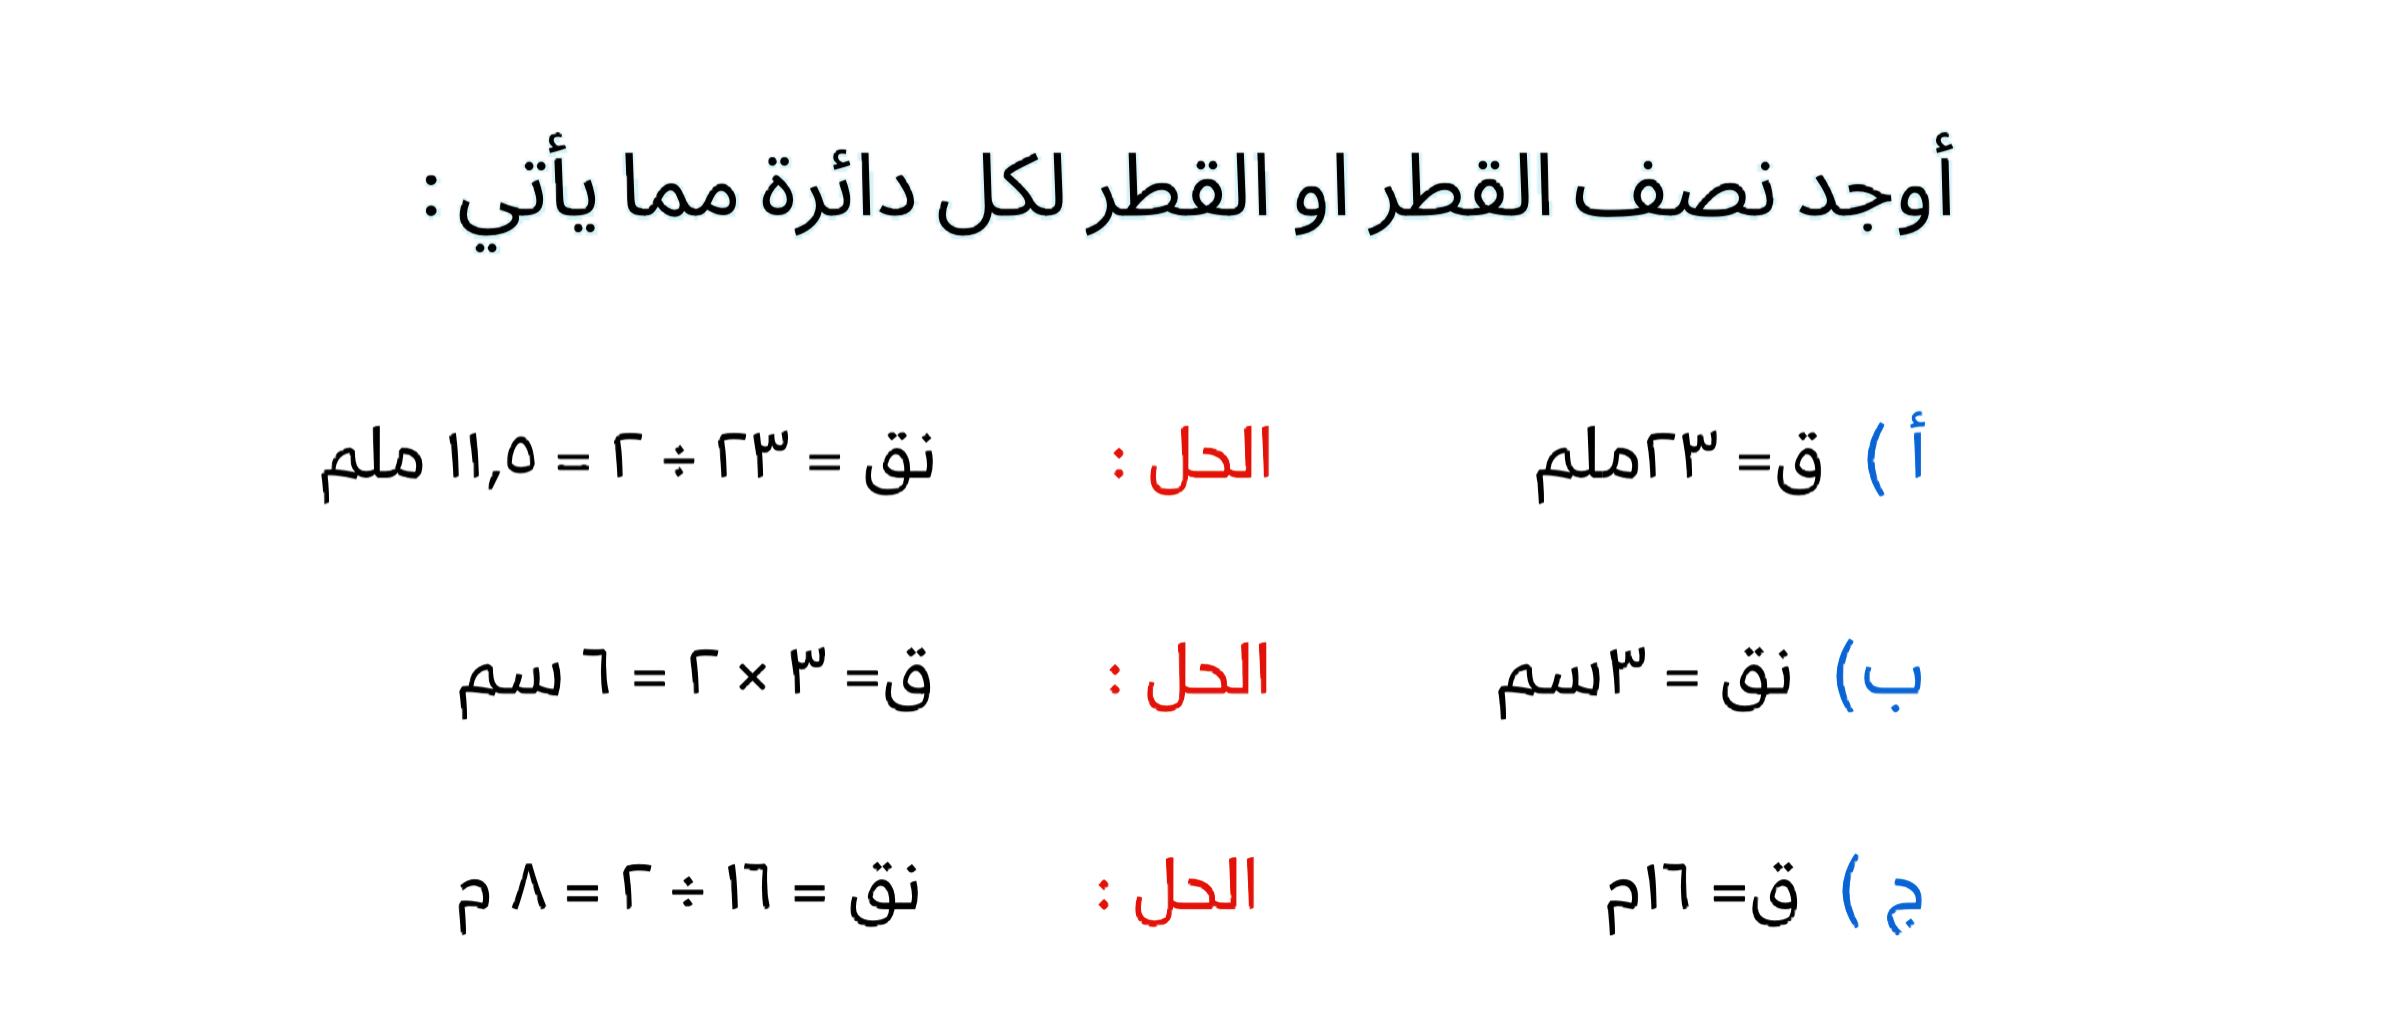 أوجد نصف القطر او القطر لكل دائرة مما يأتي :
أ ) ق= ٢٣ملم الحل : نق = ٢٣ ÷ ٢ = ١١,٥ ملم
ب) نق = ٣سم الحل : ق= ٣ × ٢ = ٦ سم
ج ) ق= ١٦م الحل : نق = ١٦ ÷ ٢ = ٨ م